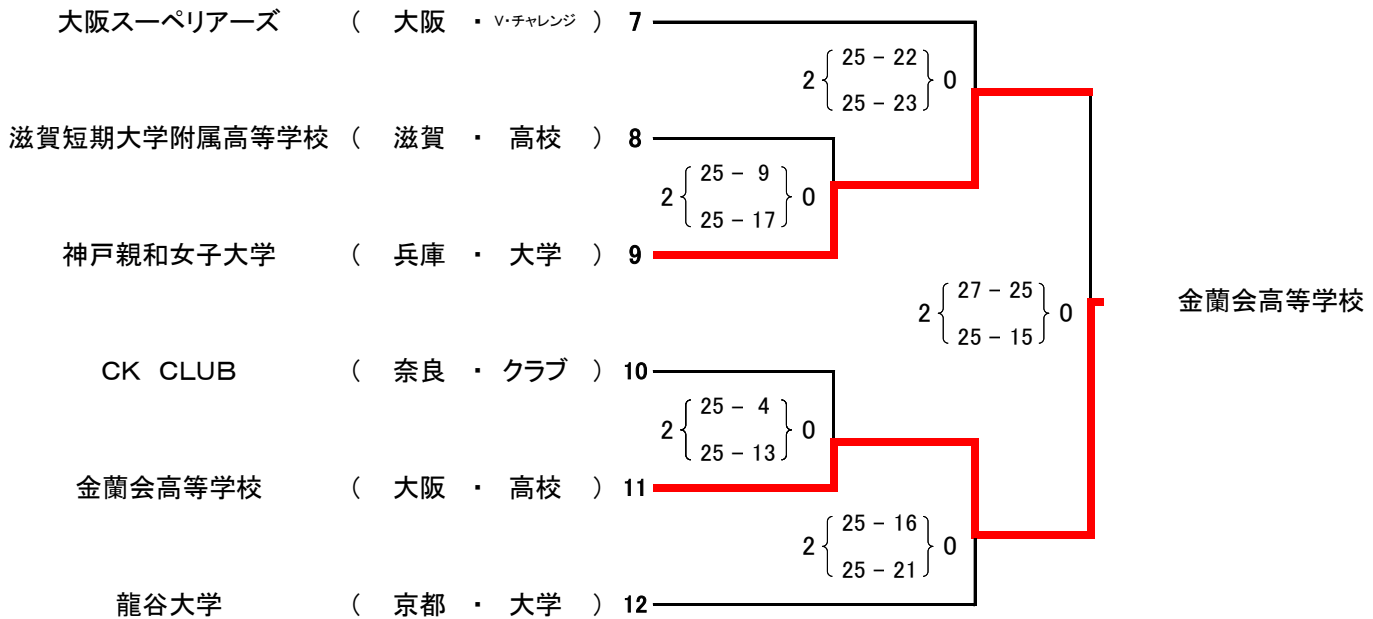 大阪スーペリアーズ ( 大阪 ・ V・チャレンジ ) 7
2 { 25 - 22 } 0
25 - 23
滋賀短期大学附属高等学校 ( 滋賀 ・ 高校 ) 8
2 { 25 - 9 } 0
25 - 17
神戸親和女子大学 ( 兵庫 ・ 大学 ) 9
2 { 27 - 25 } 0
25 - 15
金蘭会高等学校
CK CLUB ( 奈良 ・ クラブ ) 10
2 { 25 - 4 } 0
25 - 13
金蘭会高等学校 ( 大阪 ・ 高校 ) 11
2 { 25 - 16 } 0
25 - 21
龍谷大学 ( 京都 ・ 大学 ) 12